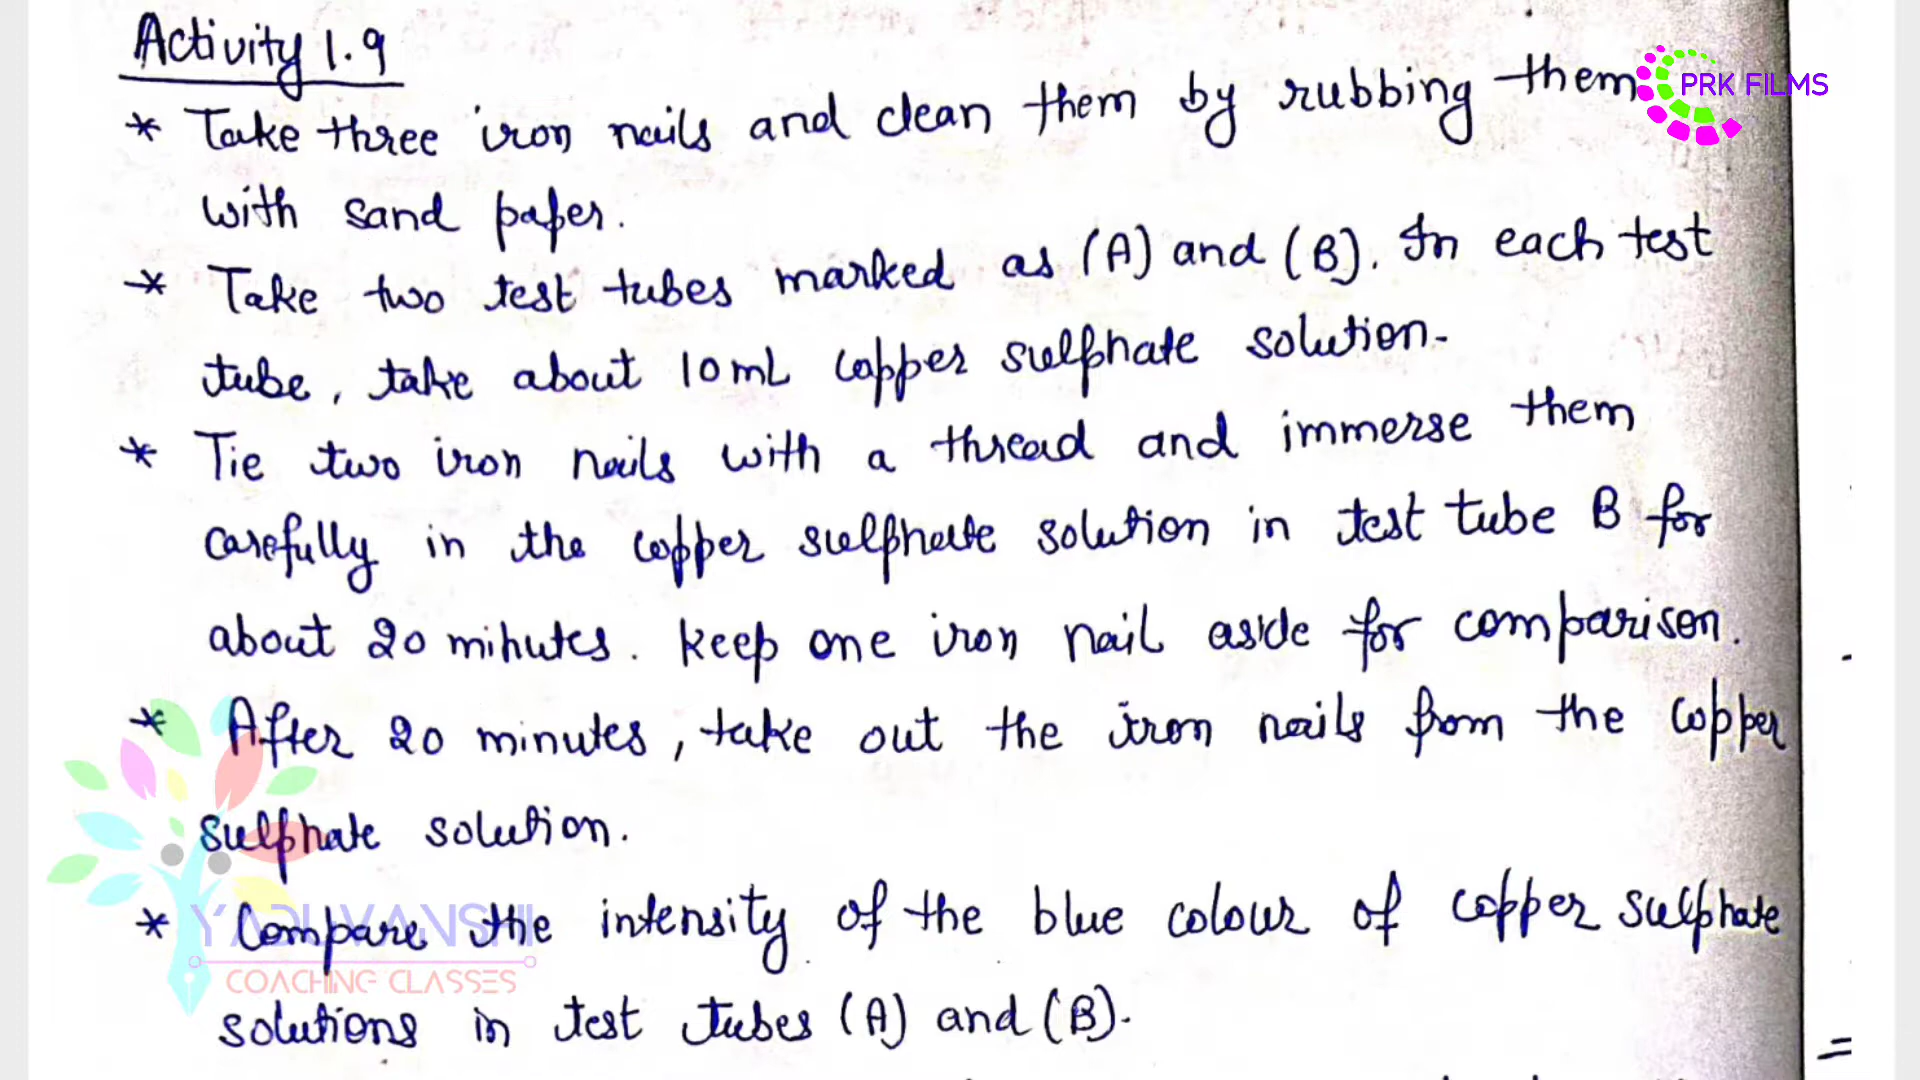 Activity 1.9
* Take three iron nails and clean them by rubbing them
PRK FILMS
with sand paper.
* Take two test tubes marked as (A) and (B). In each test
tube, take about 10 mL copper sulphate solution.
* Tie two iron nails with a thread and immerse them
carefully in the copper sulphate solution in test tube B for
about 20 minutes. Keep one iron nail aside for comparison.
* After 20 minutes, take out the iron nails from the copper
sulphate solution.
* Compare the intensity of the blue colour of copper sulphate
YADUVANSHI
COACHING CLASSES
solutions in test tubes (A) and (B).